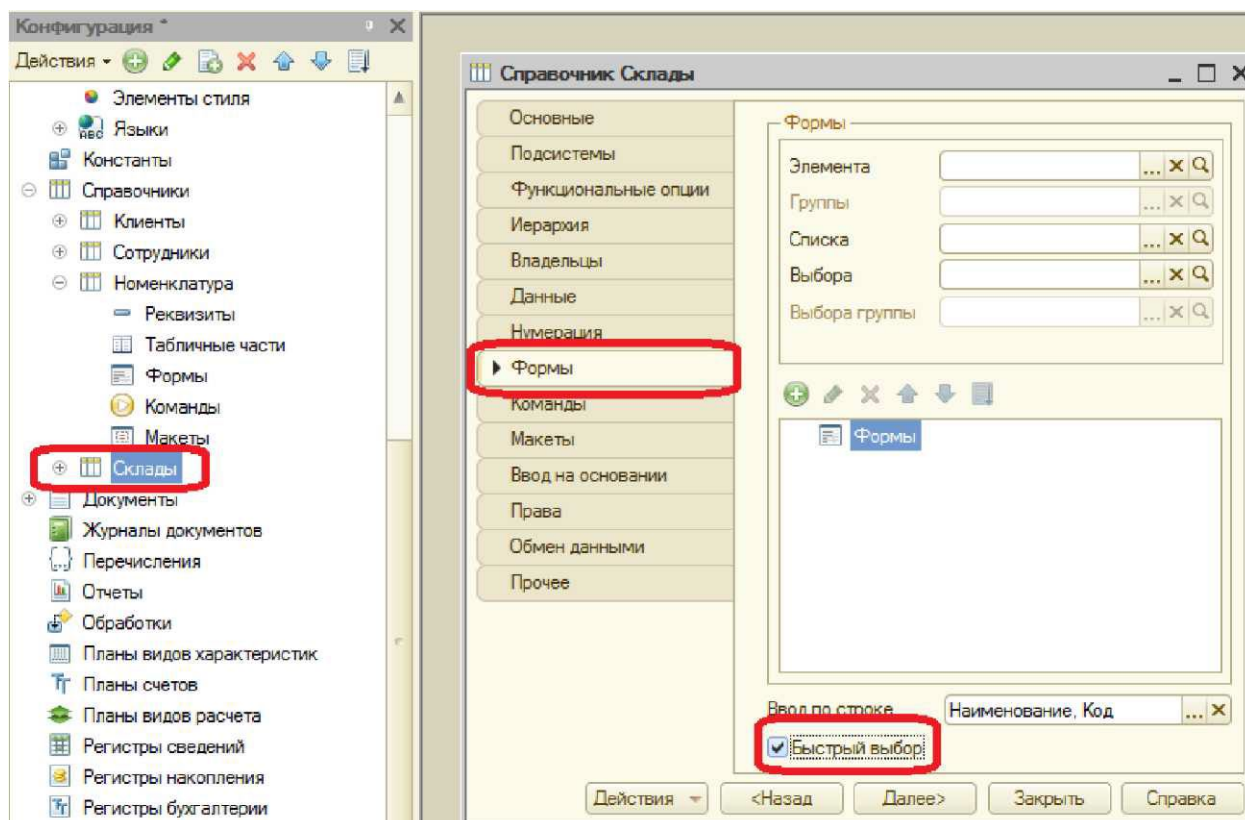 Конфигурация *
Действия
Элементы стиля
Языки
Константы
Справочники
Клиенты
Сотрудники
Номенклатура
Реквизиты
Табличные части
Формы
Команды
Макеты
Склады
Документы
Журналы документов
Перечисления
Отчеты
Обработки
Планы видов характеристик
Планы счетов
Планы видов расчета
Регистры сведений
Регистры накопления
Регистры бухгалтерии
Справочник Склады
Основные
Подсистемы
Функциональные опции
Иерархия
Владельцы
Данные
Нумерация
Формы
Команды
Макеты
Ввод на основании
Права
Обмен данными
Прочее
Формы
Элемента
Группы
Списка
Выбора
Выбора группы
Формы
Ввод по строке Наименование, Код
Быстрый выбор
Действия <Назад Далее> Закрыть Справка